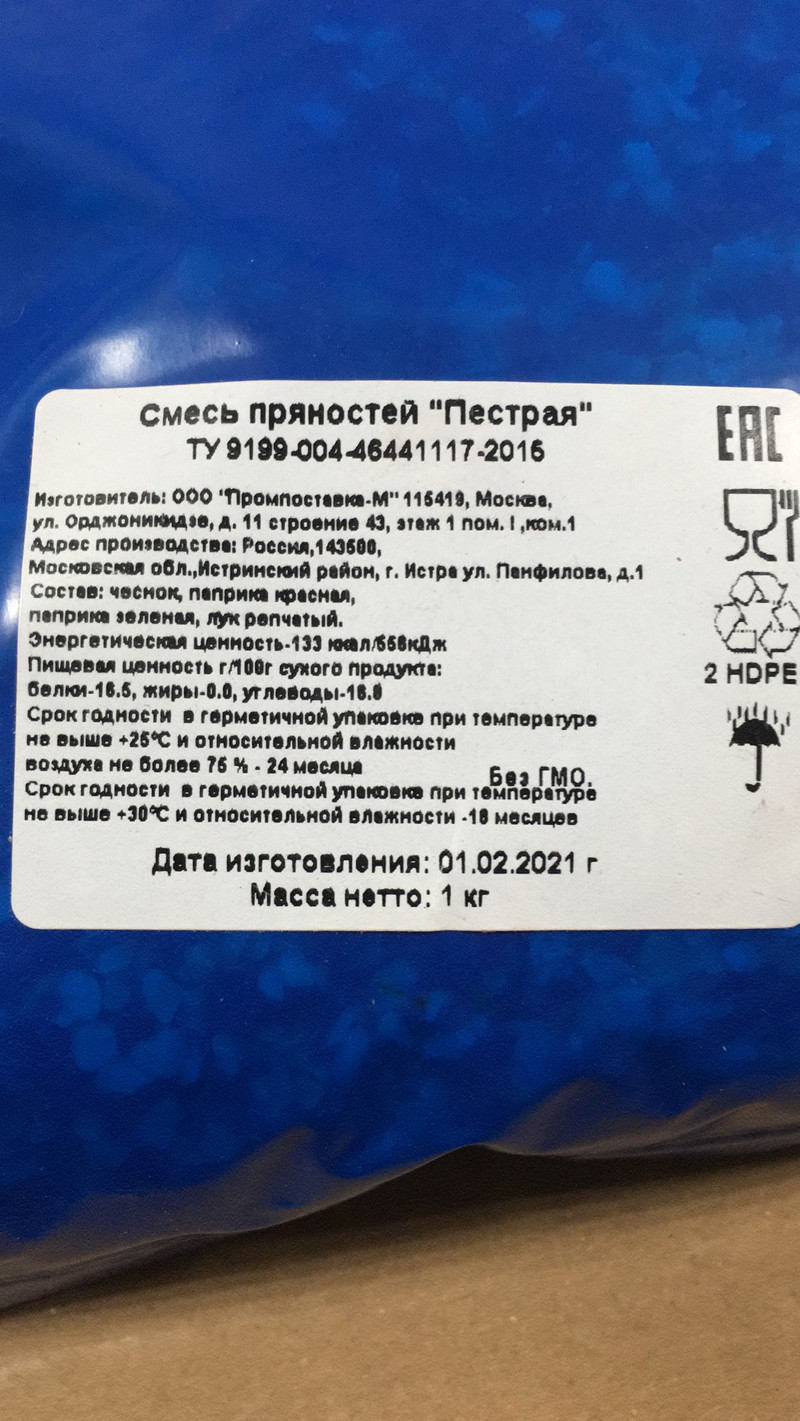 Смесь пряностей "Пестрая"
ТУ 9199-004-46441117-2016
EAC
Изготовитель: ООО "Промпоставка-М" 115419, Москва,
ул. Орджоникидзе, д. 11 строение 43, этаж 1 пом. I ,ком.1
Адрес производства: Россия,143500,
Московская обл.,Истринский район, г. Истра ул. Панфилова, д.1
Состав: чеснок, паприка красная,
паприка зеленая, лук репчатый.
Энергетическая ценность-133 ккал/558кДж
Пищевая ценность г/100г сухого продукта:
белки-16.5, жиры-0.0, углеводы-16.8
2 HDPE
Срок годности в герметичной упаковке при температуре
не выше +25°С и относительной влажности
воздуха не более 75 % - 24 месяца
Без ГМО.
Срок годности в герметичной упаковке при температуре
не выше +30°С и относительной влажности -18 месяцев
Дата изготовления: 01.02.2021 г
Масса нетто: 1 кг